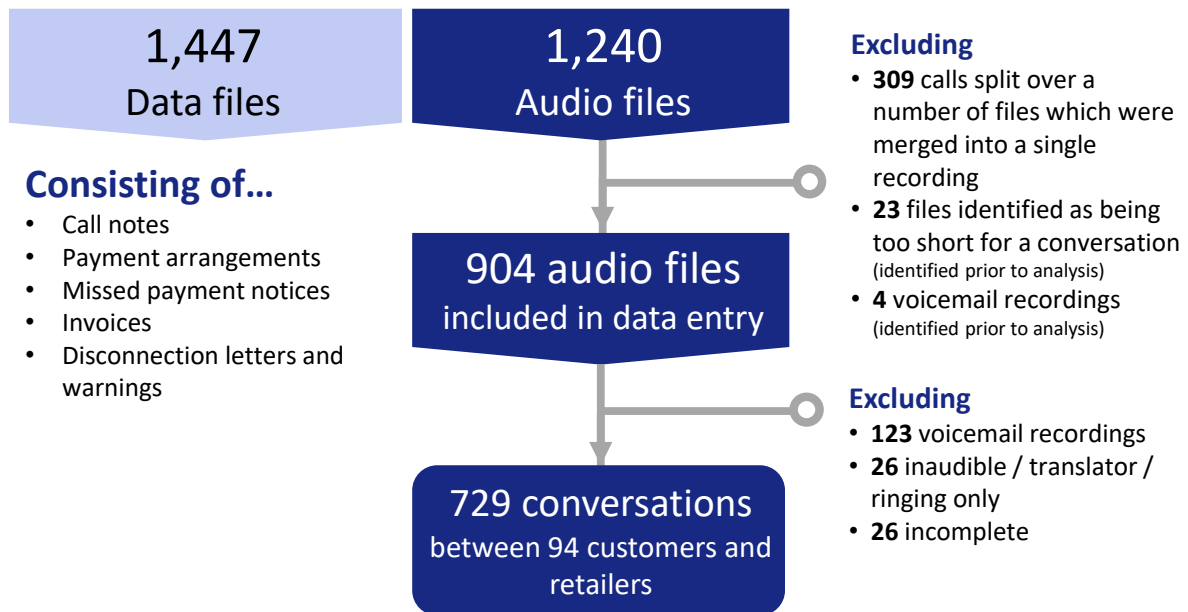 1,447
Data files
Consisting of…
• Call notes
• Payment arrangements
• Missed payment notices
• Invoices
• Disconnection letters and
warnings
1,240
Audio files
Excluding
• 309 calls split over a
number of files which were
merged into a single
recording
• 23 files identified as being
too short for a conversation
(identified prior to analysis)
• 4 voicemail recordings
(identified prior to analysis)
904 audio files
included in data entry
Excluding
• 123 voicemail recordings
• 26 inaudible / translator /
ringing only
• 26 incomplete
729 conversations
between 94 customers and
retailers